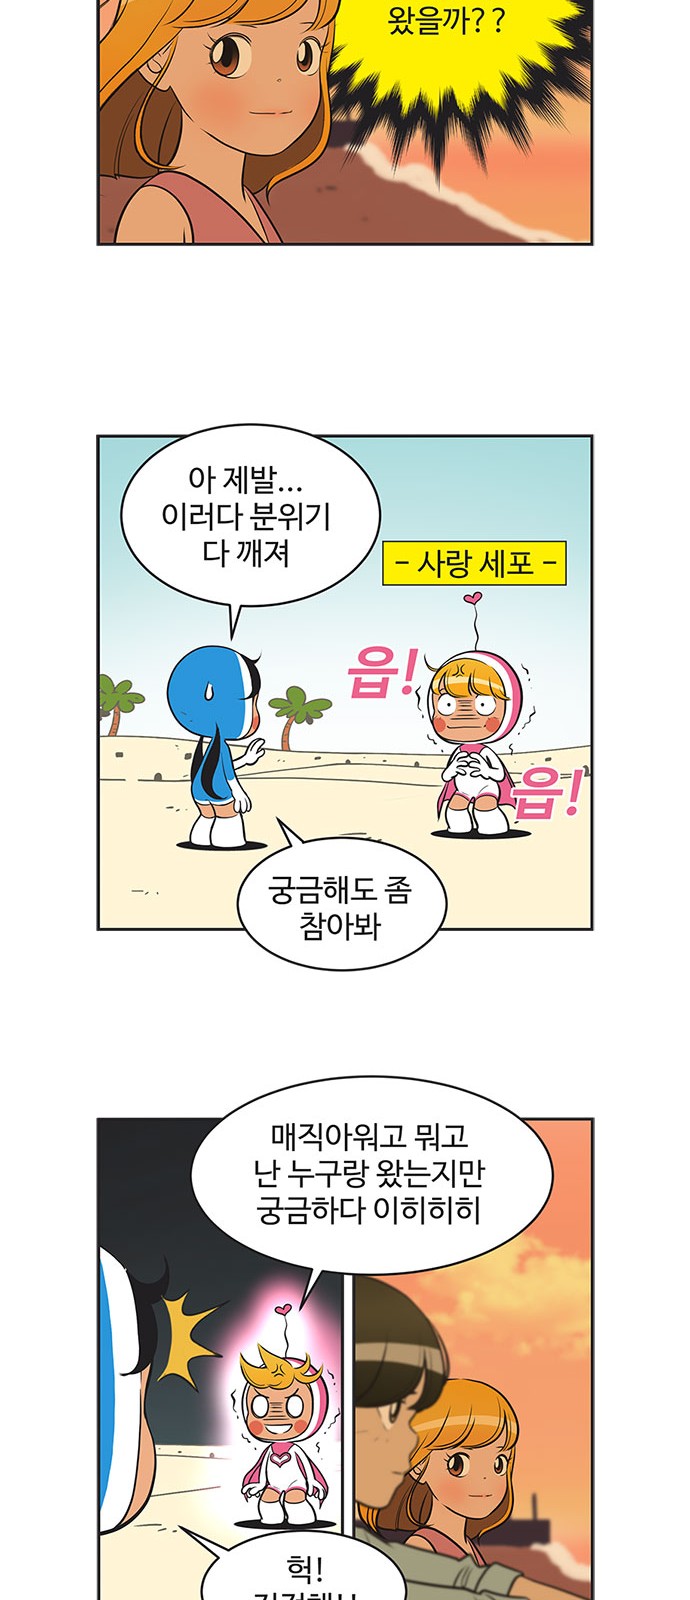 왔을까? ?
아 제발...
이러다 분위기
다 깨져
- 사랑 세포 -
읍!
읍!
궁금해도 좀
참아봐
매직아워고 뭐고
난 누구랑 왔는지만
궁금하다 이히히히
헉!